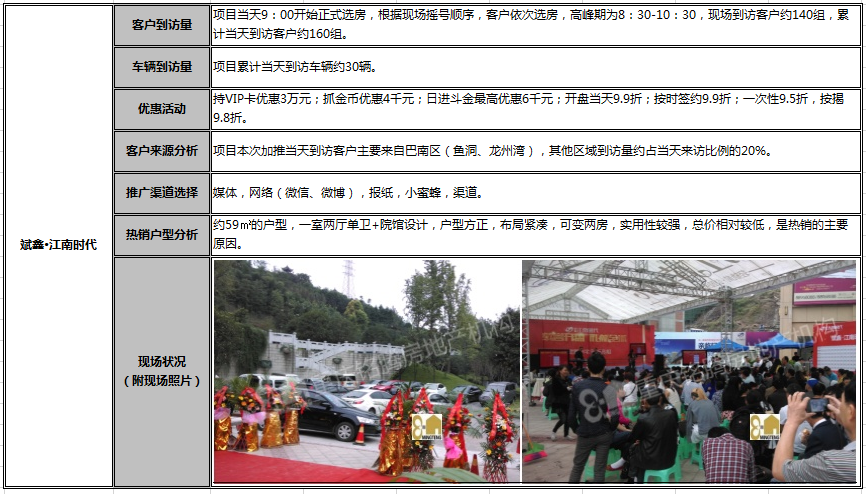 斌鑫•江南时代
客户到访量
项目当天9：00开始正式选房，根据现场摇号顺序，客户依次选房，高峰期为8：30-10：30，现场到访客户约140组，累
计当天到访客户约160组。
车辆到访量
项目累计当天到访车辆约30辆。
优惠活动
持VIP卡优惠3万元；抓金币优惠4千元；日进斗金最高优惠6千元；开盘当天9.9折；按时签约9.9折；一次性9.5折，按揭
9.8折。
客户来源分析
项目本次加推当天到访客户主要来自巴南区（鱼洞、龙州湾），其他区域到访量约占当天来访比例的20%。
推广渠道选择
媒体，网络（微信、微博），报纸，小蜜蜂，渠道。
热销户型分析
约59㎡的户型，一室两厅单卫+院馆设计，户型方正，布局紧凑，可变两房，实用性较强，总价相对较低，是热销的主要
原因。
现场状况
（附现场照片）
MINGTENG
MINGTENG